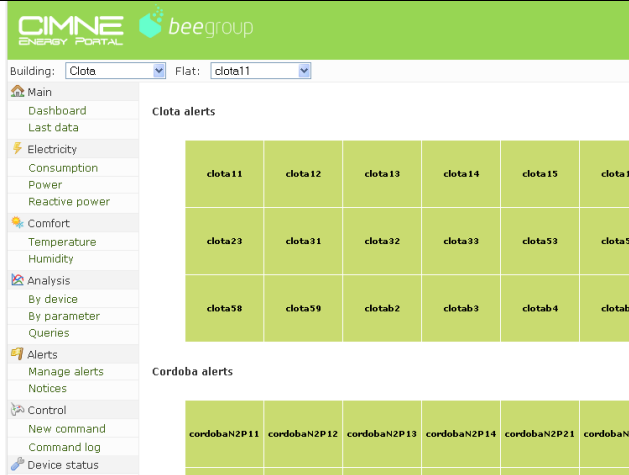 CIMNE
ENERGY PORTAL
beegroup
Building: Clota Flat: clota11
Main
Dashboard
Last data
Electricity
Consumption
Power
Reactive power
Comfort
Temperature
Humidity
Analysis
By device
By parameter
Queries
Alerts
Manage alerts
Notices
Control
New command
Command log
Device status
Clota alerts
clota11 clota12 clota13 clota14 clota15
clota23 clota31 clota32 clota33 clota53
clota58 clota59 clotab2 clotab3 clotab4
Cordoba alerts
cordobaN2P11 cordobaN2P12 cordobaN2P13 cordobaN2P14 cordobaN2P21